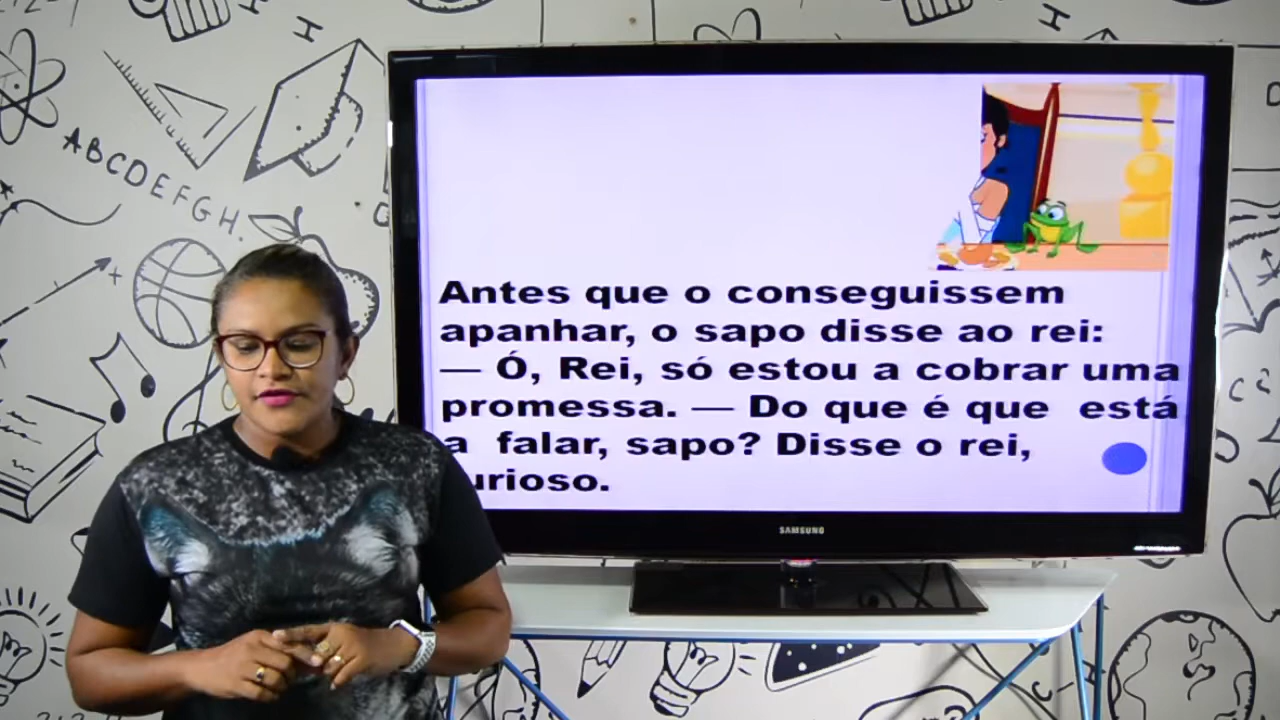 ABCDEFGH.
Antes que o conseguissem
apanhar, o sapo disse ao rei:
— Ó, Rei, só estou a cobrar uma
promessa. — Do que é que está
a falar, sapo? Disse o rei,
urioso.
SAMSUNG